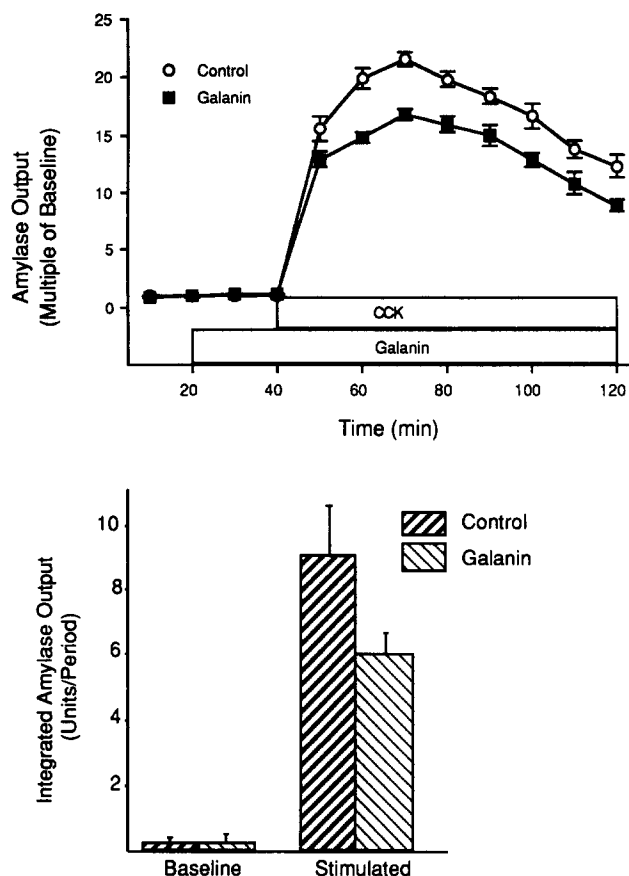 25
20
15
10
5
0
Amylase Output
(Multiple of Baseline)
Control
Galanin
CCK
Galanin
20 40 60 80 100 120
Time (min)
10
8
6
4
2
Integrated Amylase Output
(Units/Period)
Control
Galanin
Baseline Stimulated